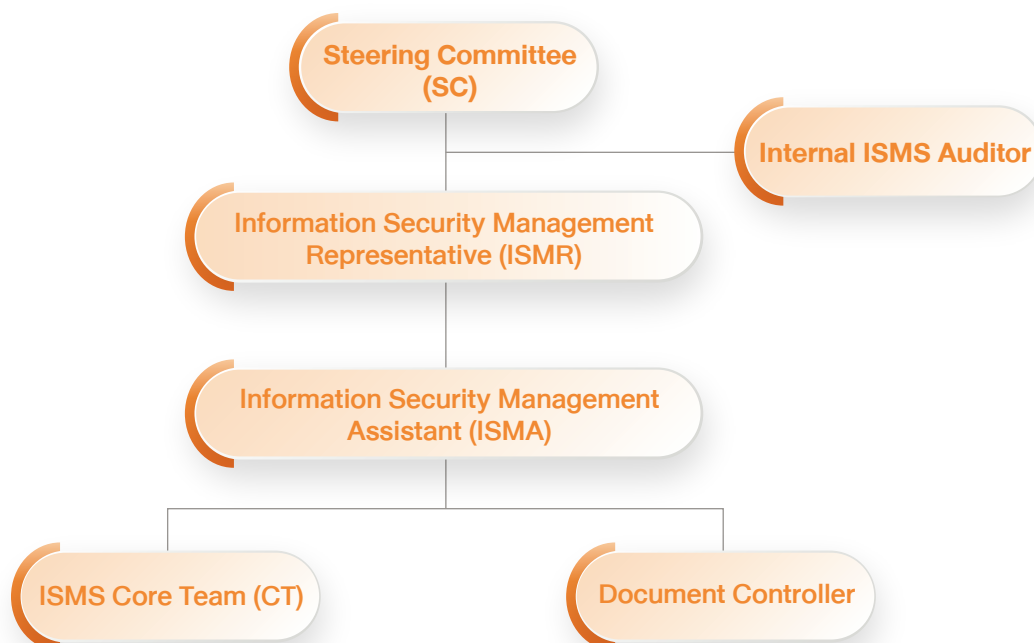 Steering Committee
(SC)
Internal ISMS Auditor
Information Security Management
Representative (ISMR)
Information Security Management
Assistant (ISMA)
ISMS Core Team (CT)
Document Controller